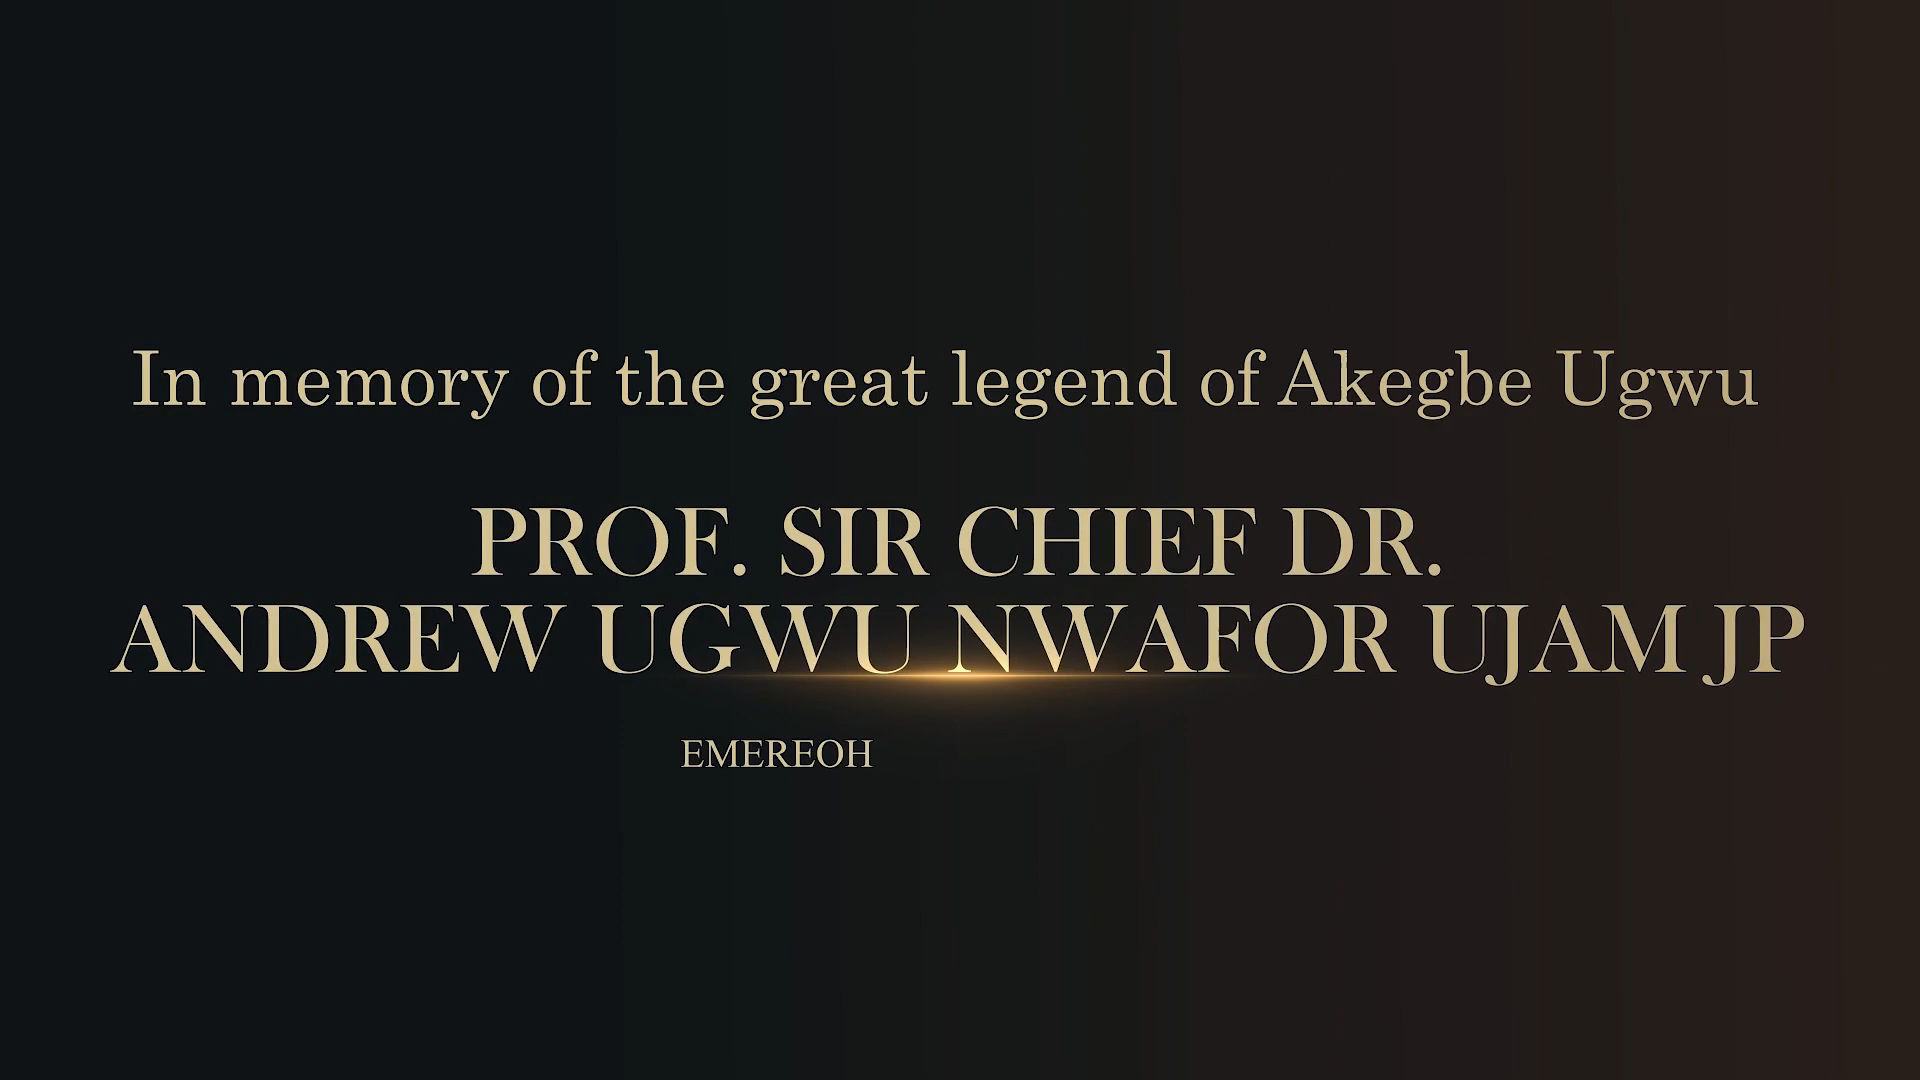 In memory of the great legend of Akegbe Ugwu
PROF. SIR CHIEF DR.
ANDREW UGWU NWAFOR UJAM JP
EMEREOH